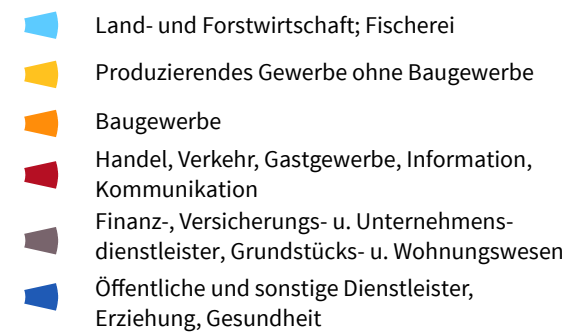 Land- und Forstwirtschaft; Fischerei
Produzierendes Gewerbe ohne Baugewerbe
Baugewerbe
Handel, Verkehr, Gastgewerbe, Information,
Kommunikation
Finanz-, Versicherungs- u. Unternehmens-
dienstleister, Grundstücks- u. Wohnungswesen
Öffentliche und sonstige Dienstleister,
Erziehung, Gesundheit